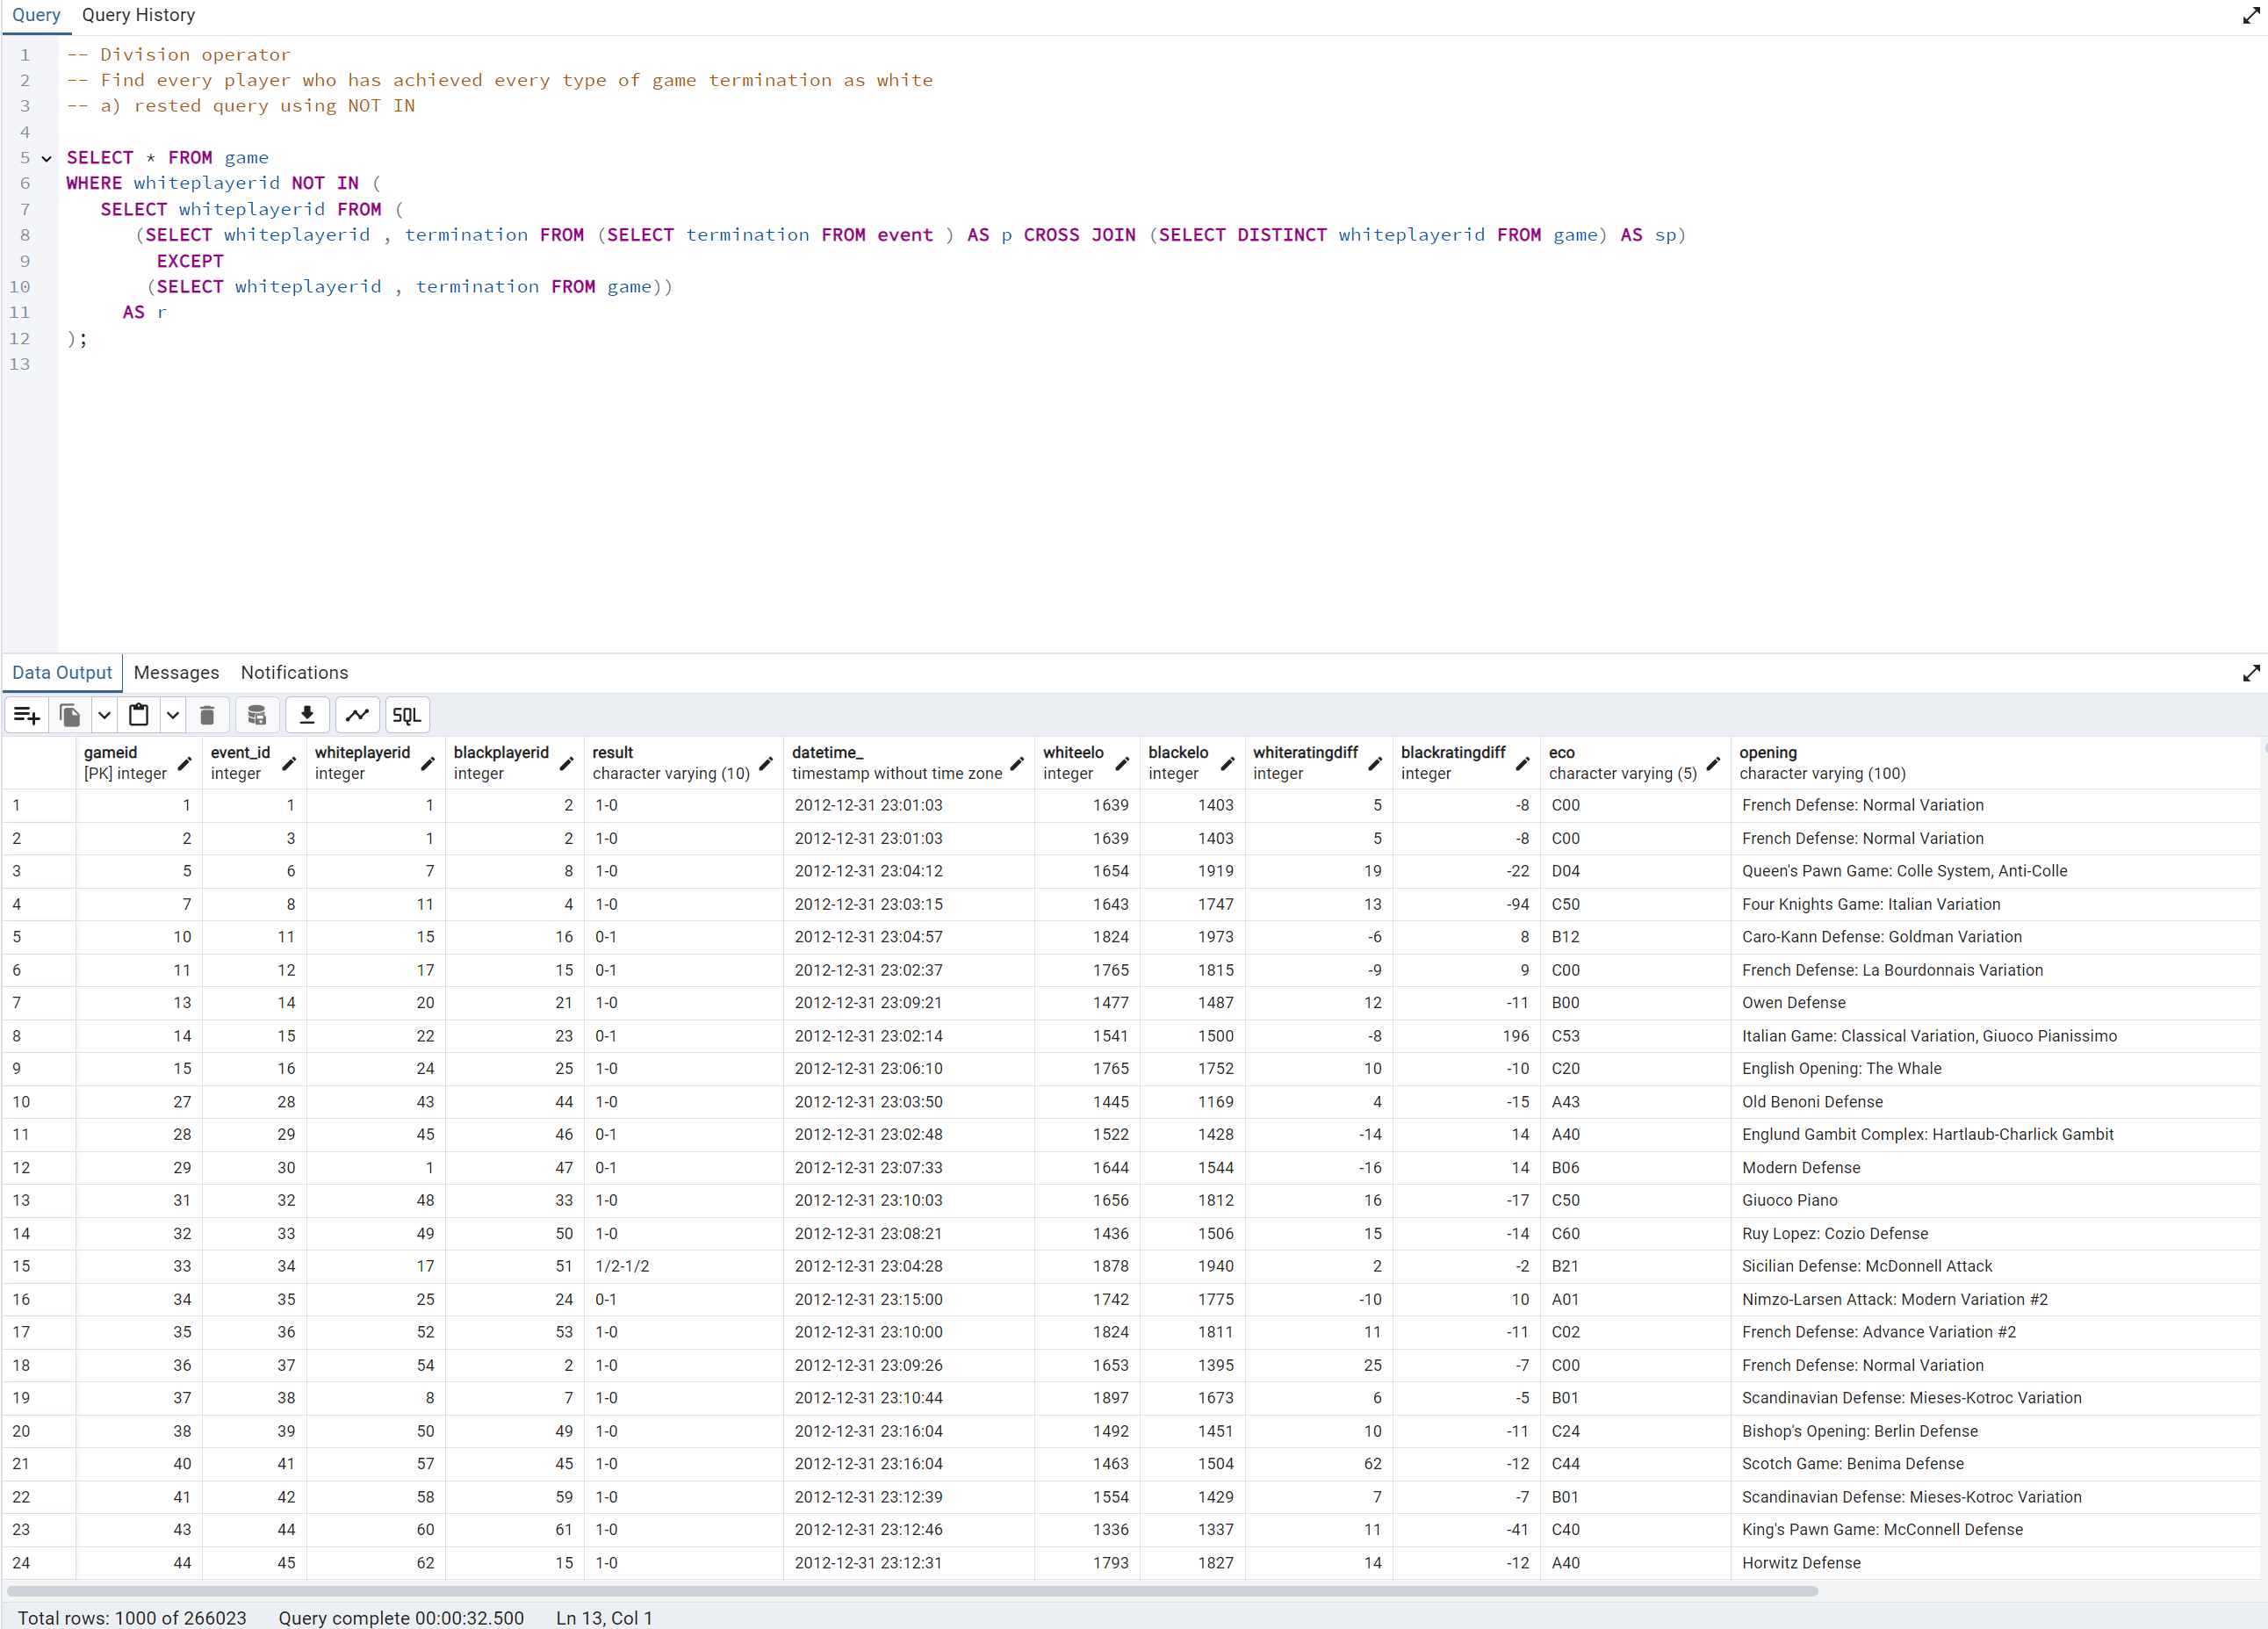 Query Query History
1 -- Division operator
2 -- Find every player who has achieved every type of game termination as white
3 -- a) rested query using NOT IN
4
5 SELECT * FROM game
6 WHERE whiteplayerid NOT IN (
7 SELECT whiteplayerid FROM (
8 (SELECT whiteplayerid , termination FROM (SELECT termination FROM event ) AS p CROSS JOIN (SELECT DISTINCT whiteplayerid FROM game) AS sp)
9 EXCEPT
10 (SELECT whiteplayerid , termination FROM game))
11 AS r
12 );
13
Data Output Messages Notifications
SQL
gameid event_id whiteplayerid blackplayerid result datetime_ whiteelo blackelo whiteratingdiff blackratingdiff eco opening
[PK] integer integer integer integer character varying (10) timestamp without time zone integer integer integer integer character varying (5) character varying (100)
1 1 1 1 2 1-0 2012-12-31 23:01:03 1639 1403 5 -8 C00 French Defense: Normal Variation
2 2 3 1 2 1-0 2012-12-31 23:01:03 1639 1403 5 -8 C00 French Defense: Normal Variation
3 5 6 7 8 1-0 2012-12-31 23:04:12 1654 1919 19 -22 D04 Queen's Pawn Game: Colle System, Anti-Colle
4 7 8 11 4 1-0 2012-12-31 23:03:15 1643 1747 13 -94 C50 Four Knights Game: Italian Variation
5 10 11 15 16 0-1 2012-12-31 23:04:57 1824 1973 -6 8 B12 Caro-Kann Defense: Goldman Variation
6 11 12 17 15 0-1 2012-12-31 23:02:37 1765 1815 -9 9 C00 French Defense: La Bourdonnais Variation
7 13 14 20 21 1-0 2012-12-31 23:09:21 1477 1487 12 -11 B00 Owen Defense
8 14 15 22 23 0-1 2012-12-31 23:02:14 1541 1500 -8 196 C53 Italian Game: Classical Variation, Giuoco Pianissimo
9 15 16 24 25 1-0 2012-12-31 23:06:10 1765 1752 10 -10 C20 English Opening: The Whale
10 27 28 43 44 1-0 2012-12-31 23:03:50 1445 1169 4 -15 A43 Old Benoni Defense
11 28 29 45 46 0-1 2012-12-31 23:02:48 1522 1428 -14 14 A40 Englund Gambit Complex: Hartlaub-Charlick Gambit
12 29 30 1 47 0-1 2012-12-31 23:07:33 1644 1544 -16 14 B06 Modern Defense
13 31 32 48 33 1-0 2012-12-31 23:10:03 1656 1812 16 -17 C50 Giuoco Piano
14 32 33 49 50 1-0 2012-12-31 23:08:21 1436 1506 15 -14 C60 Ruy Lopez: Cozio Defense
15 33 34 17 51 1/2-1/2 2012-12-31 23:04:28 1878 1940 2 -2 B21 Sicilian Defense: McDonnell Attack
16 34 35 25 24 0-1 2012-12-31 23:15:00 1742 1775 -10 10 A01 Nimzo-Larsen Attack: Modern Variation #2
17 35 36 52 53 1-0 2012-12-31 23:10:00 1824 1811 11 -11 C02 French Defense: Advance Variation #2
18 36 37 54 2 1-0 2012-12-31 23:09:26 1653 1395 25 -7 C00 French Defense: Normal Variation
19 37 38 8 7 1-0 2012-12-31 23:10:44 1897 1673 6 -5 B01 Scandinavian Defense: Mieses-Kotroc Variation
20 38 39 50 49 1-0 2012-12-31 23:16:04 1492 1451 10 -11 C24 Bishop's Opening: Berlin Defense
21 40 41 57 45 1-0 2012-12-31 23:16:04 1463 1504 62 -12 C44 Scotch Game: Benima Defense
22 41 42 58 59 1-0 2012-12-31 23:12:39 1554 1429 7 -7 B01 Scandinavian Defense: Mieses-Kotroc Variation
23 43 44 60 61 1-0 2012-12-31 23:12:46 1336 1337 11 -41 C40 King's Pawn Game: McConnell Defense
24 44 45 62 15 1-0 2012-12-31 23:12:31 1793 1827 14 -12 A40 Horwitz Defense
Total rows: 1000 of 266023 Query complete 00:00:32.500 Ln 13, Col 1